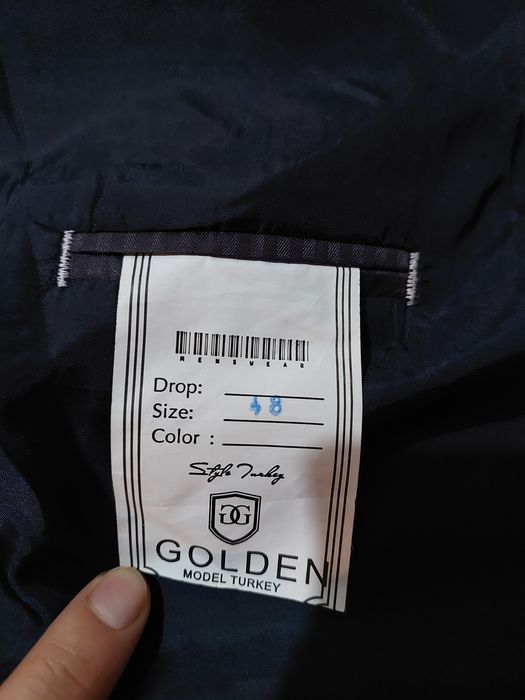 MENSWEAR
Drop:
Size: 48
Color :
Style Turkey
GG
GOLDEN
MODEL TURKEY